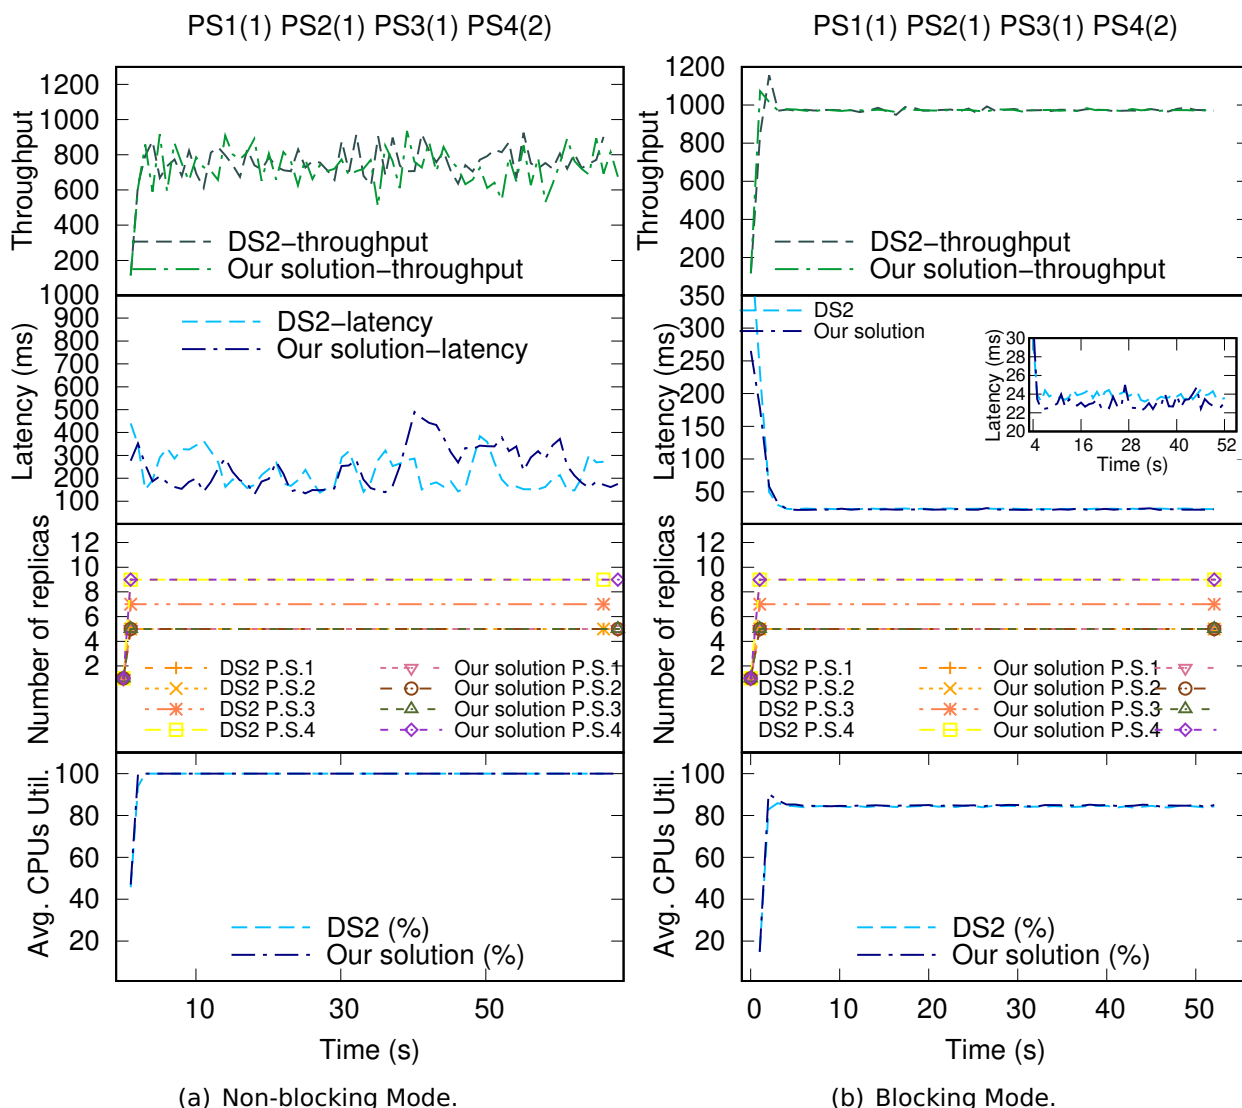 PS1(1) PS2(1) PS3(1) PS4(2)
Throughput
1200
1000
800
600
400
200
DS2−throughput
Our solution−throughput
Latency (ms)
1000
900
800
700
600
500
400
300
200
100
DS2−latency
Our solution−latency
Number of replicas
12
10
8
6
4
2
DS2 P.S.1
DS2 P.S.2
DS2 P.S.3
DS2 P.S.4
Our solution P.S.1
Our solution P.S.2
Our solution P.S.3
Our solution P.S.4
Avg. CPUs Util.
100
80
60
40
20
DS2 (%)
Our solution (%)
10 30 50
Time (s)
(a) Non-blocking Mode.
PS1(1) PS2(1) PS3(1) PS4(2)
Throughput
1200
1000
800
600
400
200
DS2−throughput
Our solution−throughput
Latency (ms)
350
300
250
200
150
100
50
DS2
Our solution
Latency (ms)
30
28
26
24
22
20
4 16 28 40 52
Time (s)
Number of replicas
12
10
8
6
4
2
DS2 P.S.1
DS2 P.S.2
DS2 P.S.3
DS2 P.S.4
Our solution P.S.1
Our solution P.S.2
Our solution P.S.3
Our solution P.S.4
Avg. CPUs Util.
100
80
60
40
20
DS2 (%)
Our solution (%)
0 10 20 30 40 50
Time (s)
(b) Blocking Mode.